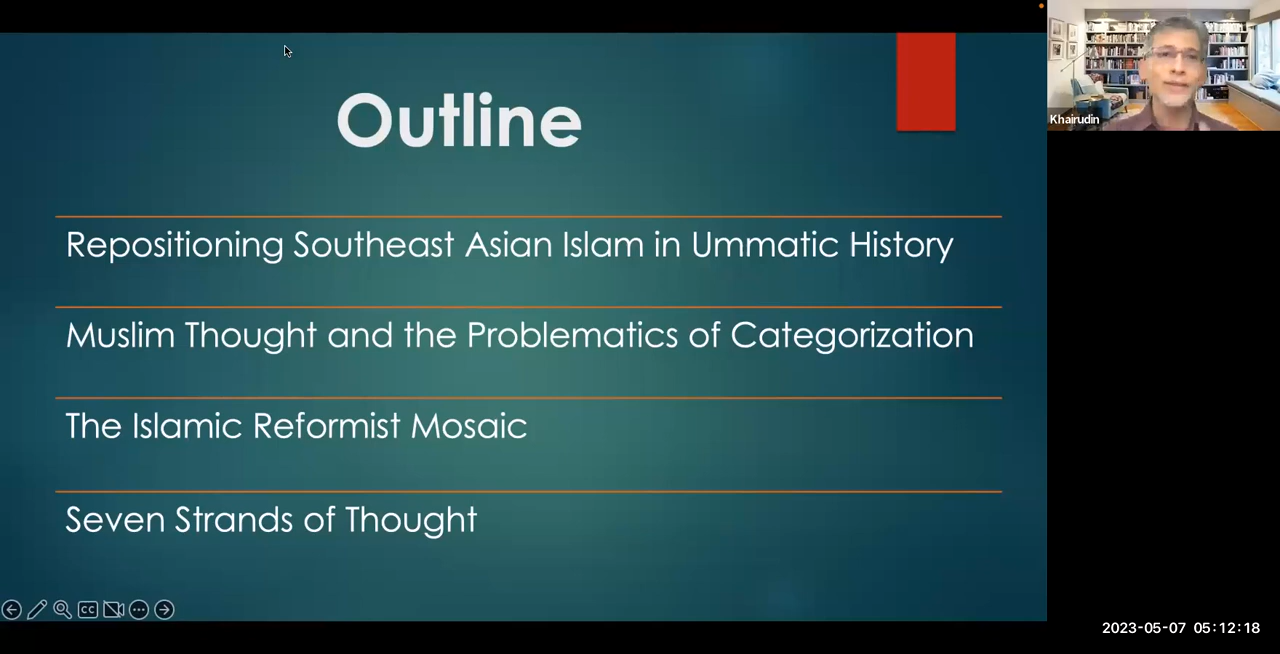 Outline
Khairudin
Repositioning Southeast Asian Islam in Ummatic History
Muslim Thought and the Problematics of Categorization
The Islamic Reformist Mosaic
Seven Strands of Thought
CC
2023-05-07 05:12:18